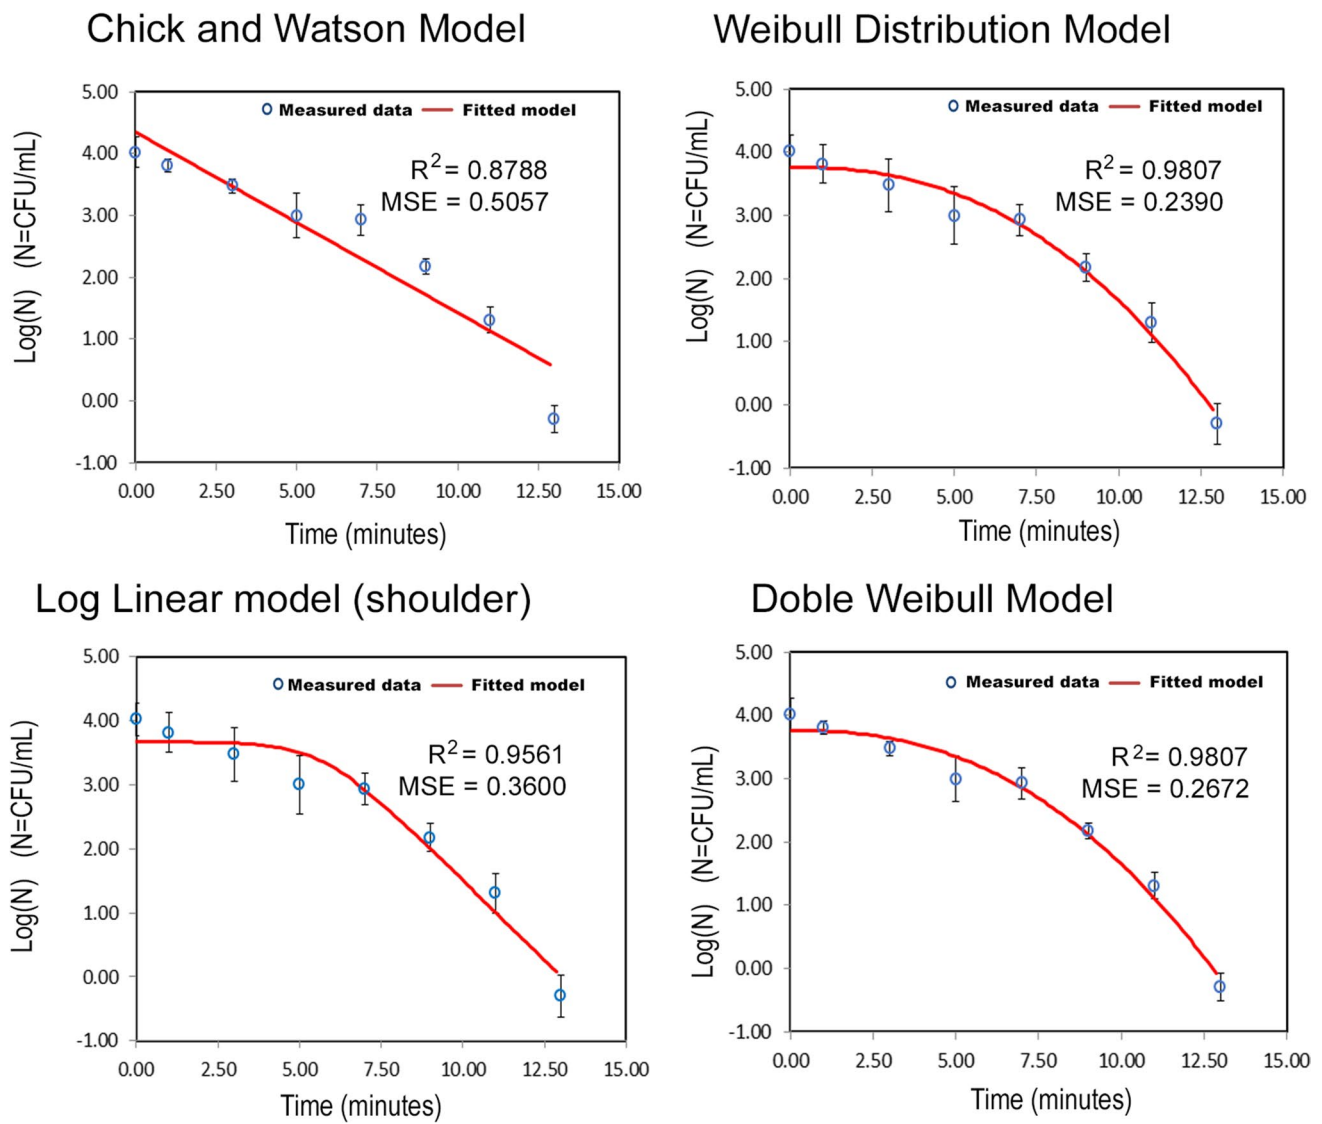 Chick and Watson Model
5.00
4.00
3.00
2.00
1.00
0.00
-1.00
Log(N) (N=CFU/mL)
Measured data Fitted model
R2= 0.8788
MSE = 0.5057
0.00 2.50 5.00 7.50 10.00 12.50 15.00
Time (minutes)
Weibull Distribution Model
5.00
4.00
3.00
2.00
1.00
0.00
-1.00
Log(N) (N=CFU/mL)
Measured data Fitted model
R2= 0.9807
MSE = 0.2390
0.00 2.50 5.00 7.50 10.00 12.50 15.00
Time (minutes)
Log Linear model (shoulder)
5.00
4.00
3.00
2.00
1.00
0.00
-1.00
Log(N) (N=CFU/mL)
Measured data Fitted model
R2= 0.9561
MSE = 0.3600
0.00 2.50 5.00 7.50 10.00 12.50 15.00
Time (minutes)
Doble Weibull Model
5.00
4.00
3.00
2.00
1.00
0.00
-1.00
Log(N) (N=CFU/mL)
Measured data Fitted model
R2= 0.9807
MSE = 0.2672
0.00 2.50 5.00 7.50 10.00 12.50 15.00
Time (minutes)